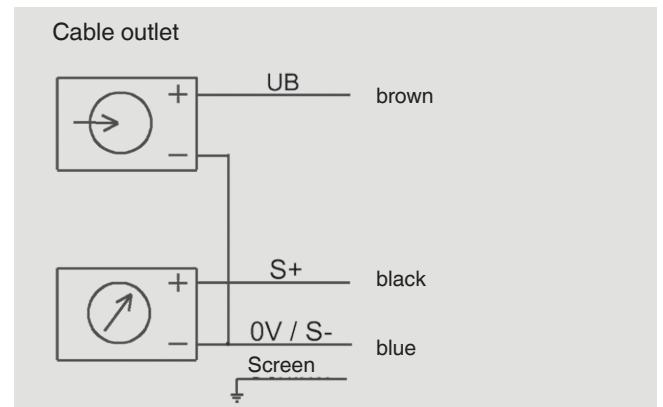 Cable outlet
UB
brown
+
−
S+
black
+
0V / S-
blue
−
Screen